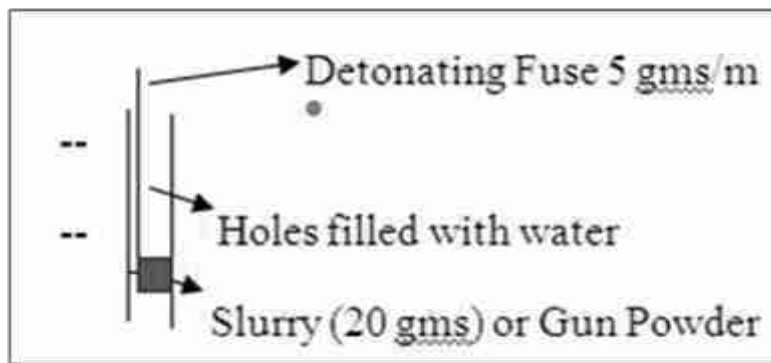 Detonating Fuse 5 gms/m
--
Holes filled with water
--
Slurry (20 gms) or Gun Powder